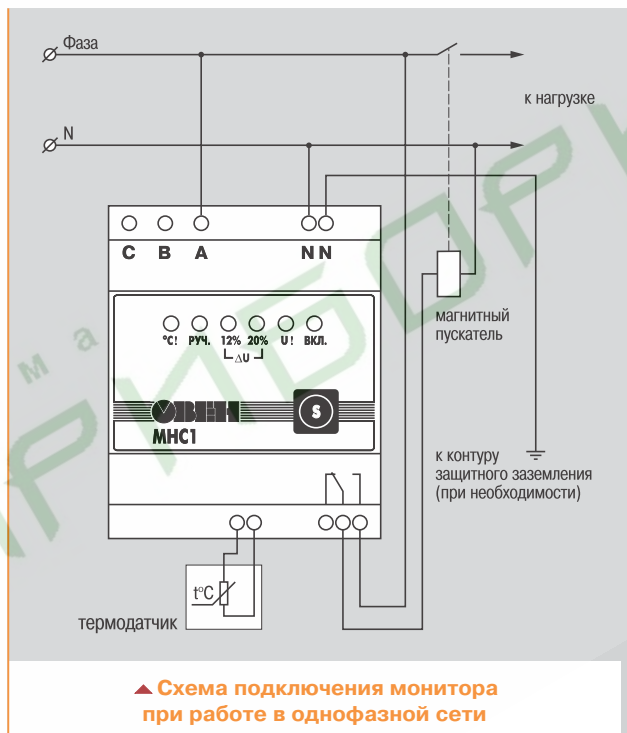 Фаза
к нагрузке
N
C B A N N
магнитный
пускатель
°C! РУЧ. 12% 20% U! ВКЛ.
ΔU
ОВЕН
S
МНС1
к контуру
защитного заземления
(при необходимости)
t°C
термодатчик
Схема подключения монитора
при работе в однофазной сети